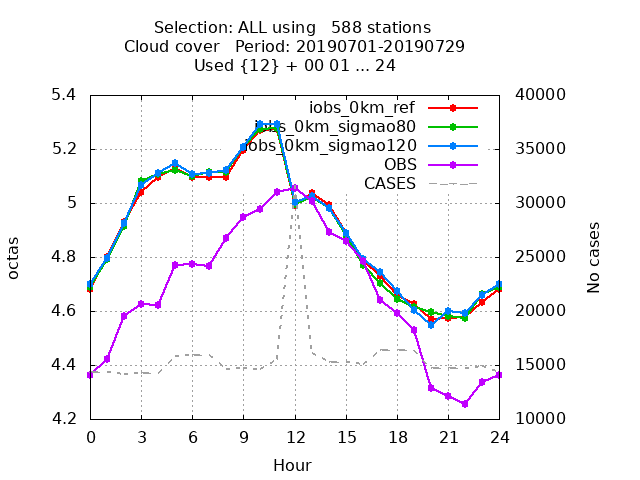 Selection: ALL using   588 stations
Cloud cover   Period: 20190701-20190729
Used {12} + 00 01 ... 24
5.4
5.2
5
4.8
4.6
4.4
4.2
octas
40000
35000
30000
25000
20000
15000
10000
No cases
iobs_0km_ref
iobs_0km_sigmao80
iobs_0km_sigmao120
OBS
CASES
0 3 6 9 12 15 18 21 24
Hour